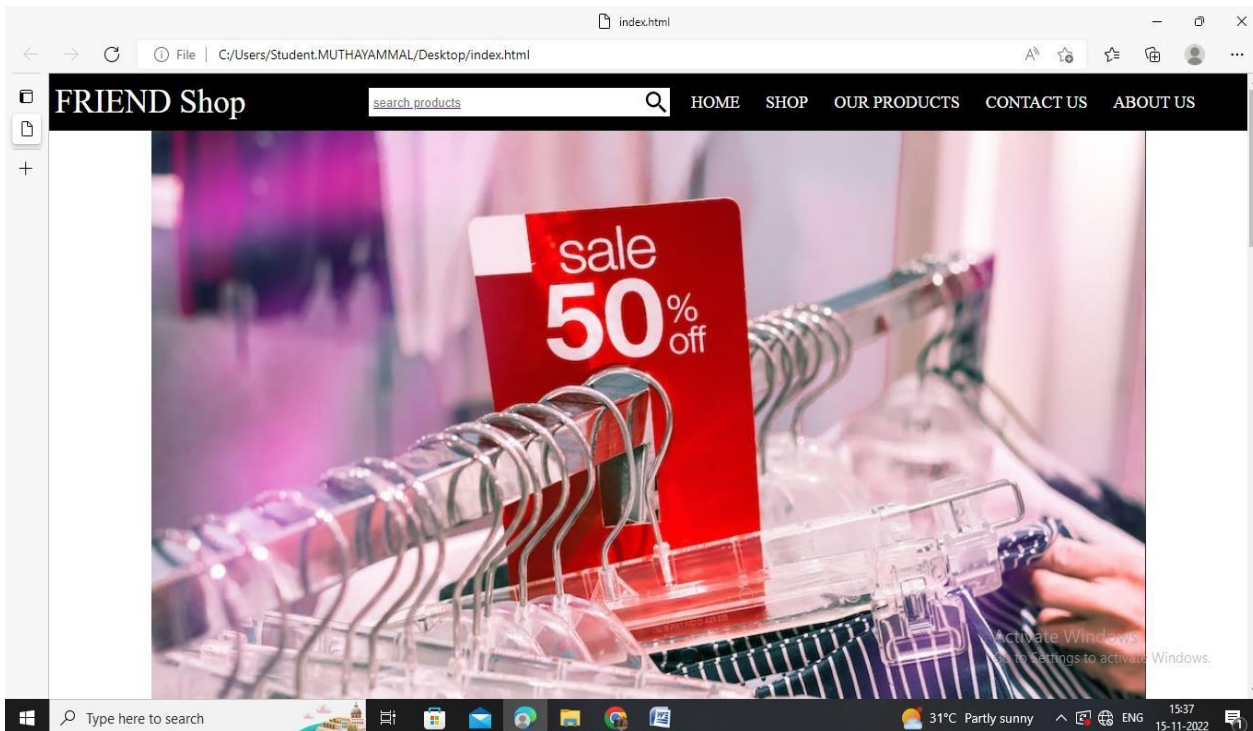 index.html
File | C:/Users/Student.MUTHAYAMMAL/Desktop/index.html
FRIEND Shop
search products
HOME SHOP OUR PRODUCTS CONTACT US ABOUT US
sale
50%
off
Activate Windows
Go to Settings to activate Windows.
Type here to search
31°C Partly sunny
ENG
15:37
15-11-2022
1